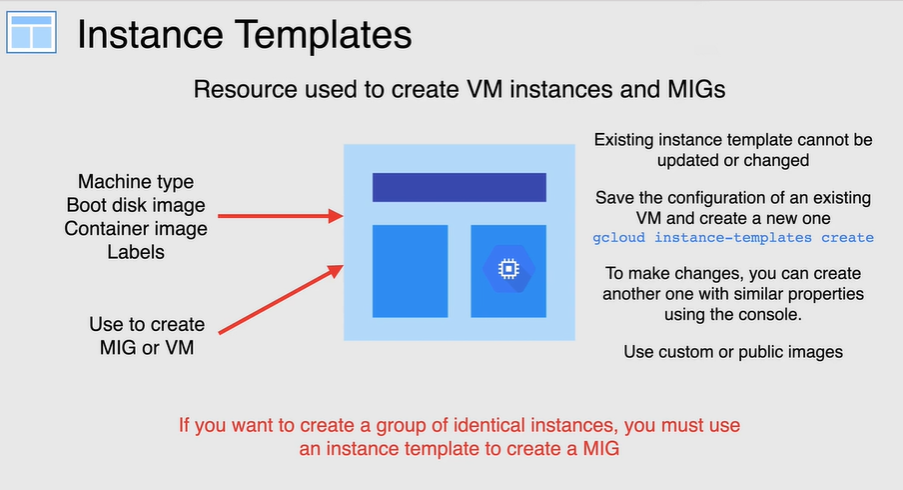 Instance Templates
Resource used to create VM instances and MIGs
Machine type
Boot disk image
Container image
Labels
Use to create
MIG or VM
Existing instance template cannot be
updated or changed
Save the configuration of an existing
VM and create a new one
gcloud instance-templates create
To make changes, you can create
another one with similar properties
using the console.
Use custom or public images
If you want to create a group of identical instances, you must use
an instance template to create a MIG